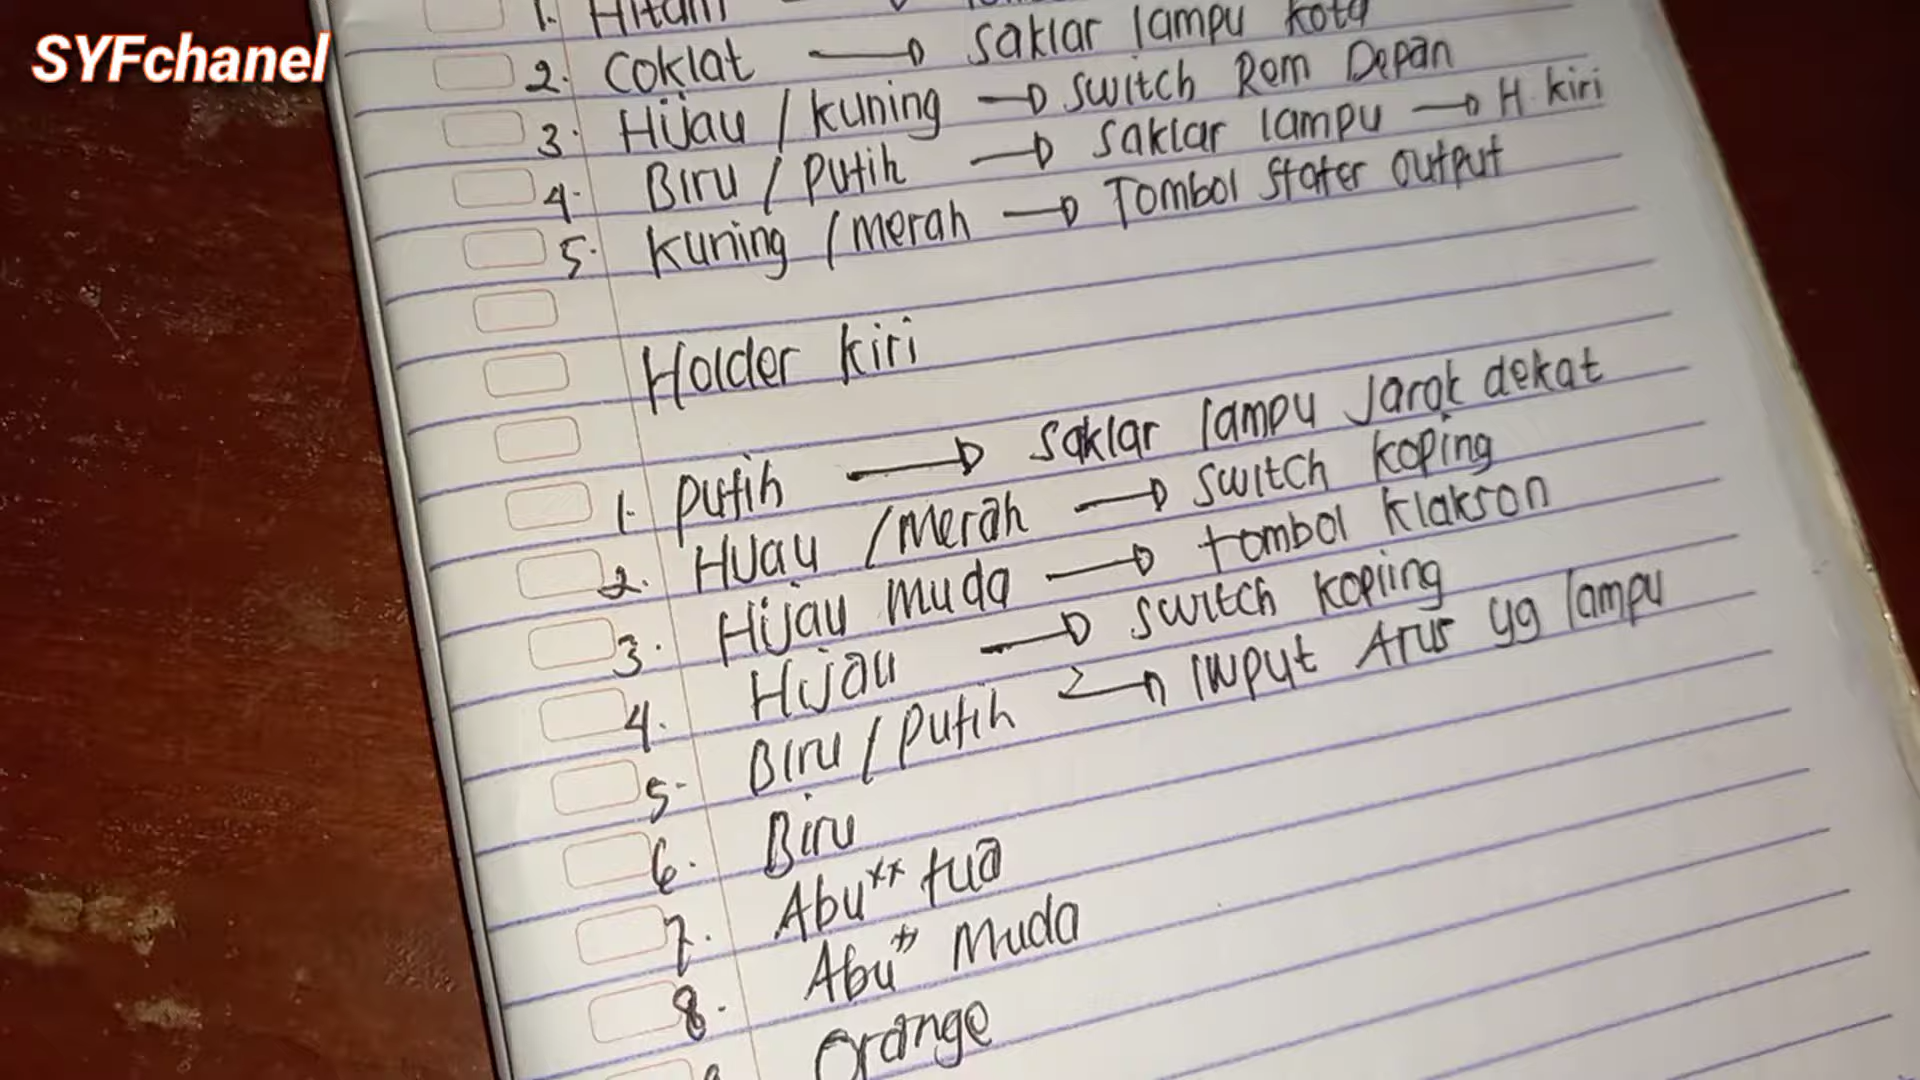 SYFchanel
1. Hitam
2. Coklat → saklar lampu kota
3. Hijau / kuning → switch Rem Depan
4. Biru / putih → saklar lampu → H. kiri
5. kuning / merah → Tombol stater output
Holder kiri
1. putih → saklar lampu Jarak dekat
2. Hijau / merah → switch koping
3. Hijau muda → tombol klakson
4. Hijau → switch kopiing
5. Biru / putih → input Arus yg lampu
6. Biru
7. Abu** tua
8. Abu* muda
Orange